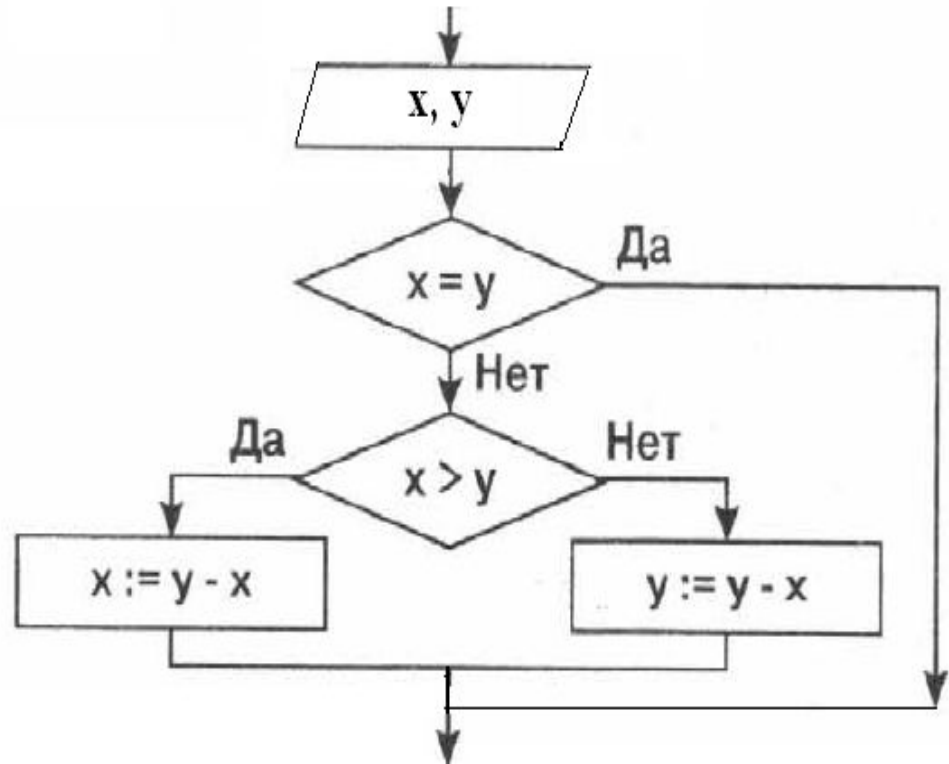 x, y
x = y
Да
Нет
x > y
Да
Нет
x := y - x
y := y - x